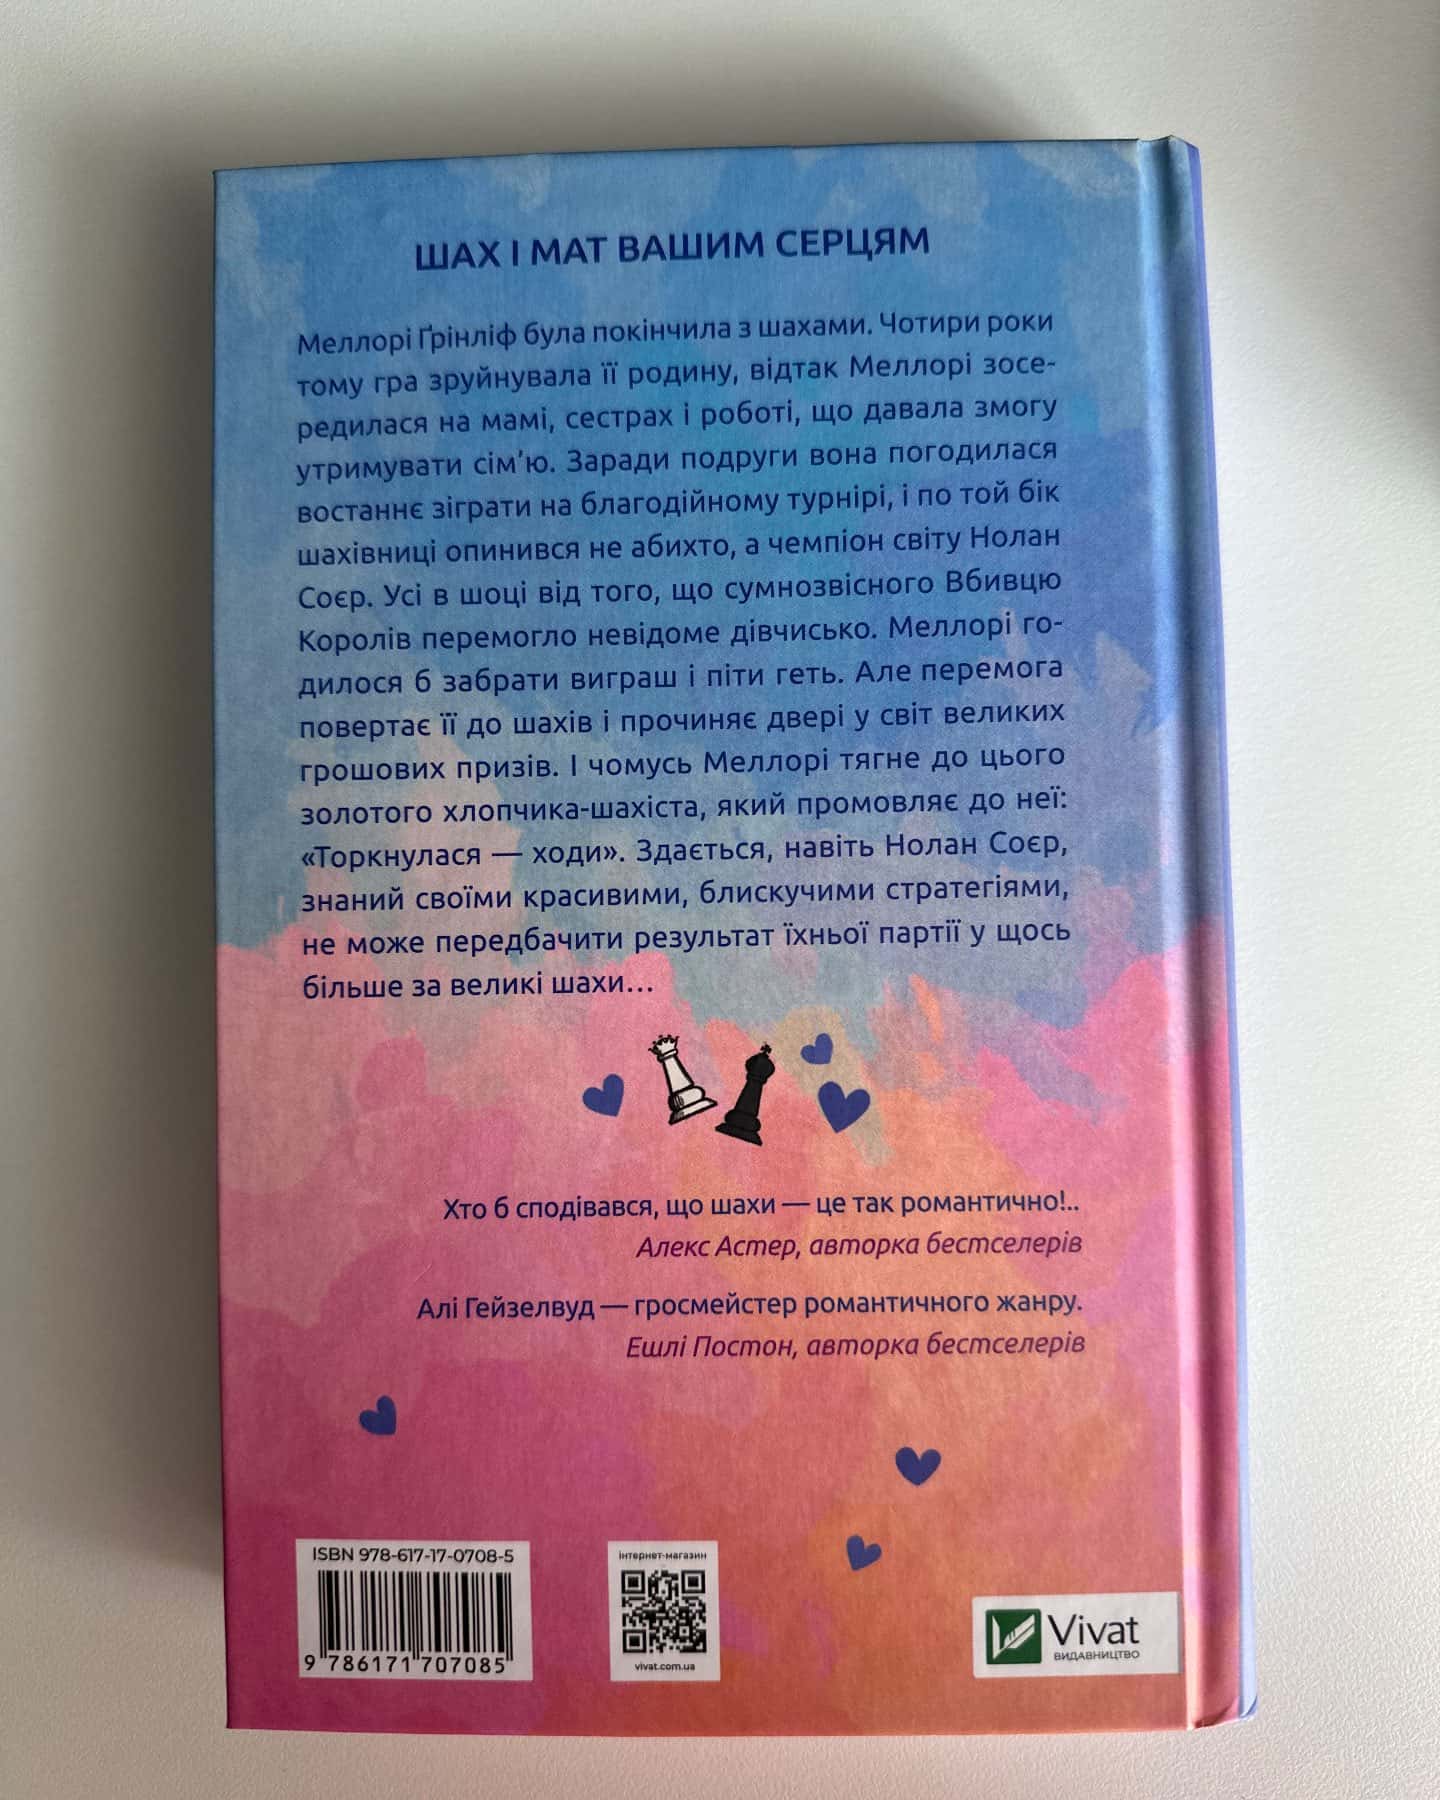 ШАХ І МАТ ВАШИМ СЕРЦЯМ
Меллорі Ґрінліф була покінчила з шахами. Чотири роки
тому гра зруйнувала її родину, відтак Меллорі зосе-
редилася на мамі, сестрах і роботі, що давала змогу
утримувати сім’ю. Заради подруги вона погодилася
востаннє зіграти на благодійному турнірі, і по той бік
шахівниці опинився не абихто, а чемпіон світу Нолан
Соєр. Усі в шоці від того, що сумнозвісного Вбивцю
Королів перемогло невідоме дівчисько. Меллорі го-
дилося б забрати виграш і піти геть. Але перемога
повертає її до шахів і прочиняє двері у світ великих
грошових призів. І чомусь Меллорі тягне до цього
золотого хлопчика-шахіста, який промовляє до неї:
«Торкнулася — ходи». Здається, навіть Нолан Соєр,
знаний своїми красивими, блискучими стратегіями,
не може передбачити результат їхньої партії у щось
більше за великі шахи…
Хто б сподівався, що шахи — це так романтично!..
Алекс Астер, авторка бестселерів
Алі Гейзелвуд — гросмейстер романтичного жанру.
Ешлі Постон, авторка бестселерів
ISBN 978-617-17-0708-5
9 786171 707085
інтернет-магазин
vivat.com.ua
Vivat
ВИДАВНИЦТВО